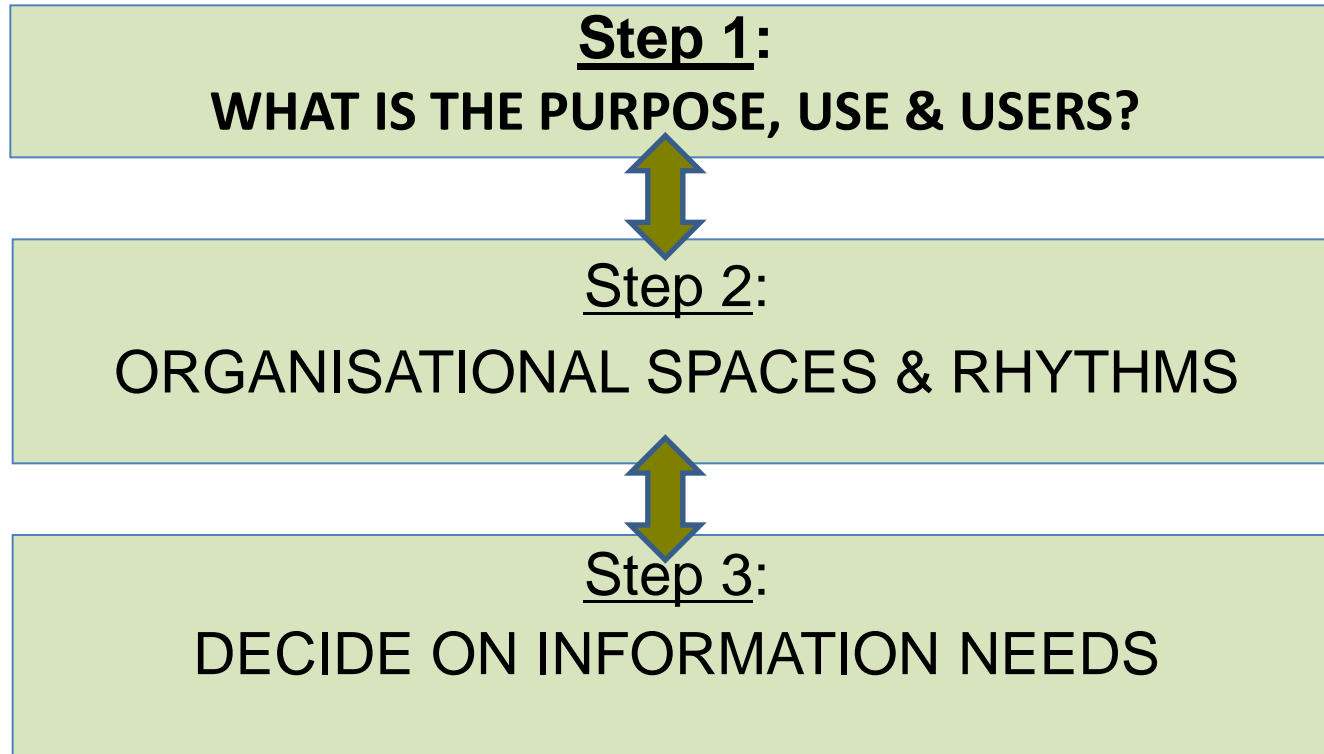 Step 1:
WHAT IS THE PURPOSE, USE & USERS?
Step 2:
ORGANISATIONAL SPACES & RHYTHMS
Step 3:
DECIDE ON INFORMATION NEEDS